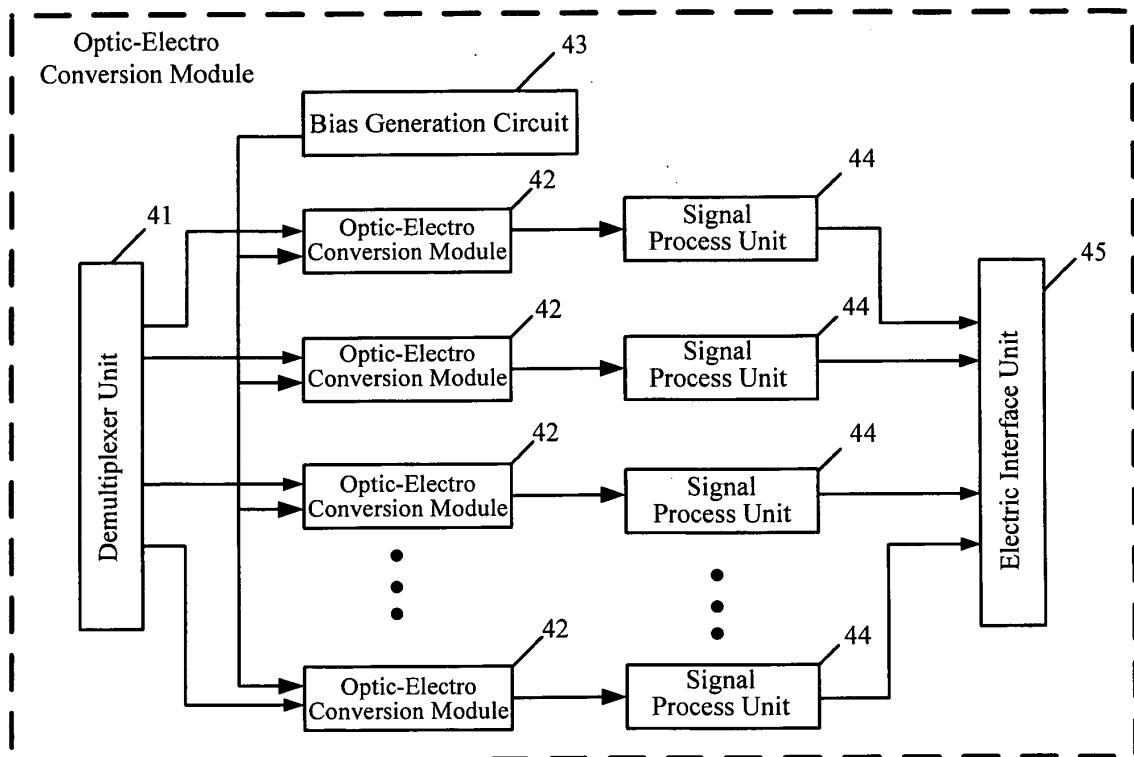 Optic-Electro
Conversion Module
43
Bias Generation Circuit
41
Demultiplexer Unit
42
Optic-Electro
Conversion Module
44
Signal
Process Unit
42
Optic-Electro
Conversion Module
44
Signal
Process Unit
42
Optic-Electro
Conversion Module
44
Signal
Process Unit
42
Optic-Electro
Conversion Module
44
Signal
Process Unit
45
Electric Interface Unit